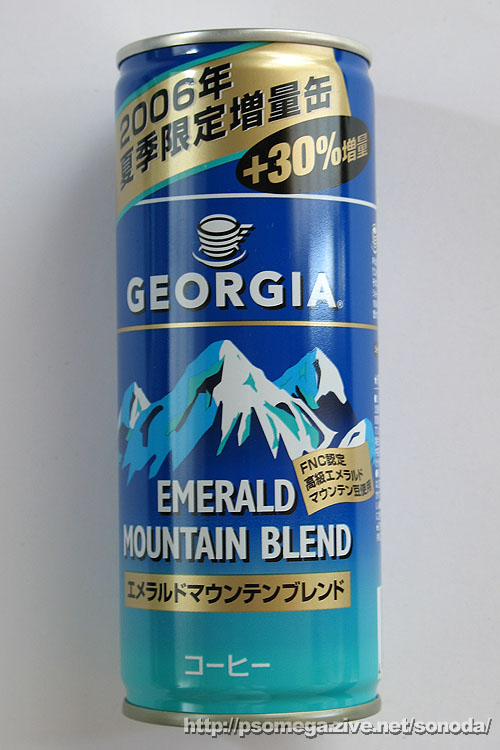 2006年
夏季限定増量缶
+30%増量
GEORGIA®
FNC認定
高級エメラルド
マウンテン豆使用
EMERALD
MOUNTAIN BLEND
エメラルドマウンテンブレンド
コーヒー
http://psomega.zive.net/sonoda/